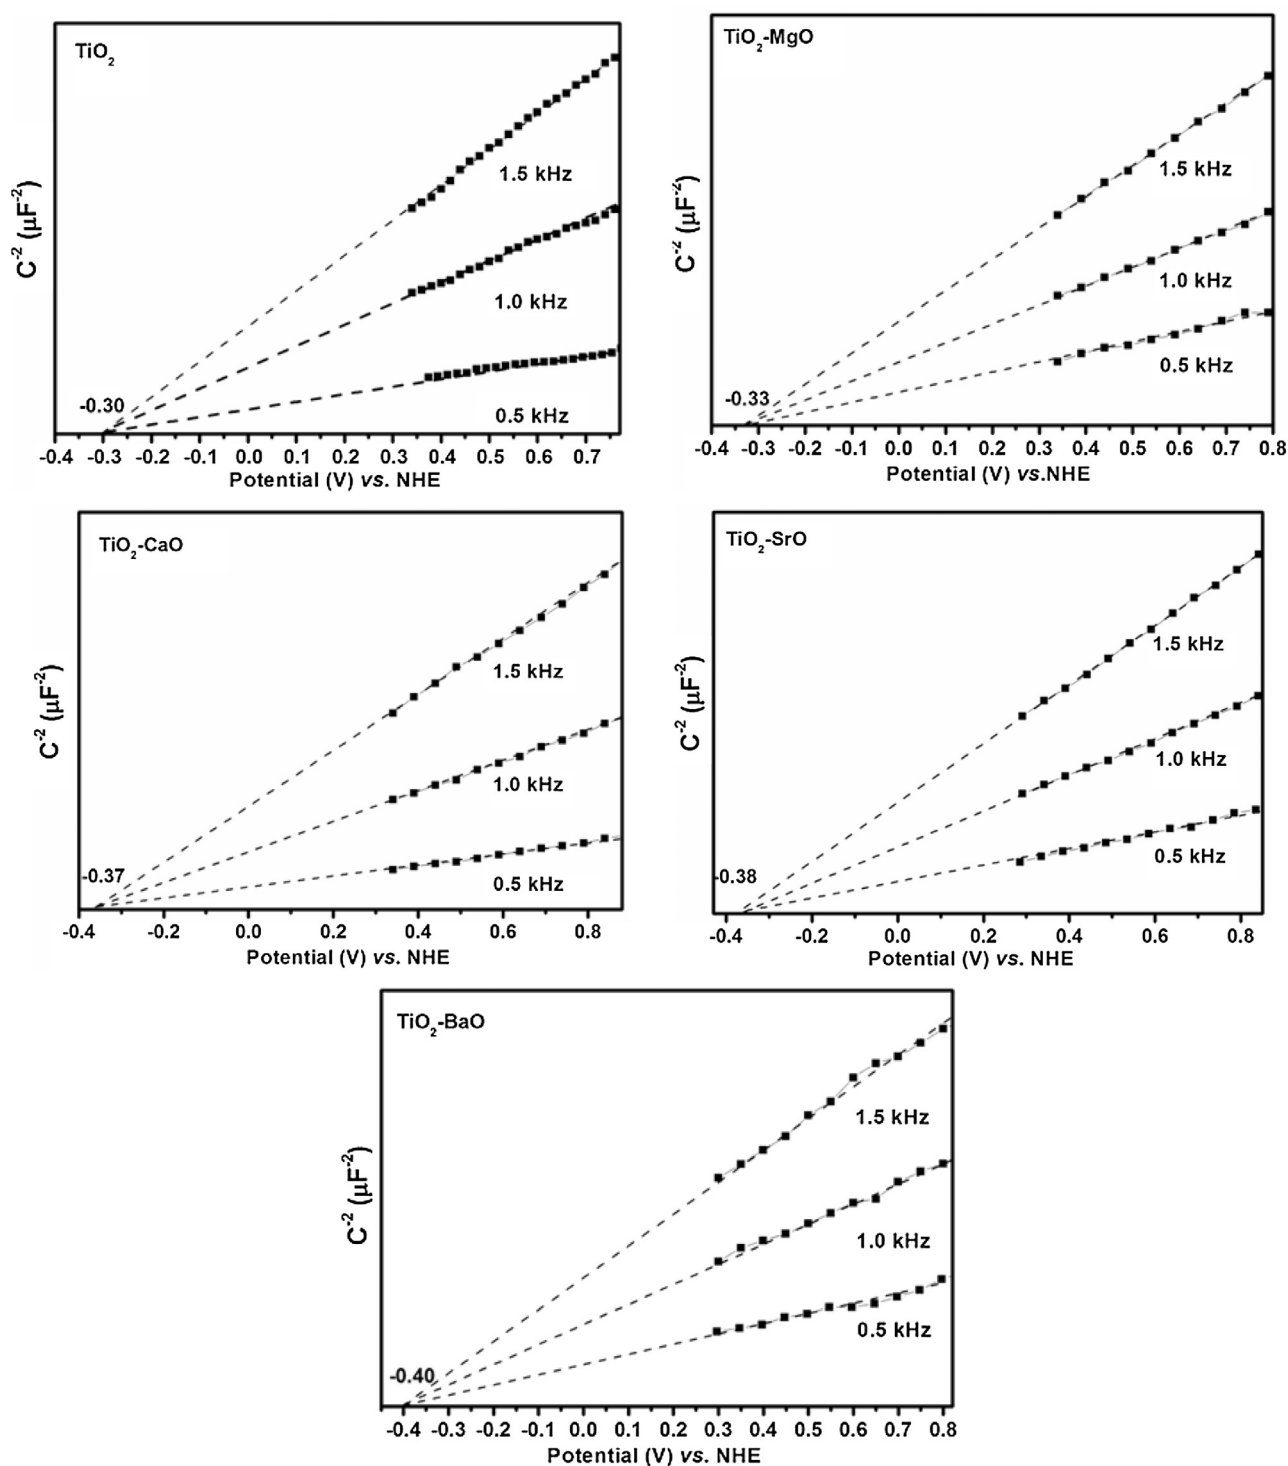 TiO2
C-2 (μF-2)
1.5 kHz
1.0 kHz
0.5 kHz
-0.30
-0.4 -0.3 -0.2 -0.1 0.0 0.1 0.2 0.3 0.4 0.5 0.6 0.7
Potential (V) vs. NHE
TiO2-MgO
C-2 (μF-2)
1.5 kHz
1.0 kHz
0.5 kHz
-0.33
-0.4 -0.3 -0.2 -0.1 0.0 0.1 0.2 0.3 0.4 0.5 0.6 0.7 0.8
Potential (V) vs.NHE
TiO2-CaO
C-2 (μF-2)
1.5 kHz
1.0 kHz
0.5 kHz
-0.37
-0.4 -0.2 0.0 0.2 0.4 0.6 0.8
Potential (V) vs. NHE
TiO2-SrO
C-2 (μF-2)
1.5 kHz
1.0 kHz
0.5 kHz
-0.38
-0.4 -0.2 0.0 0.2 0.4 0.6 0.8
Potential (V) vs. NHE
TiO2-BaO
C-2 (μF-2)
1.5 kHz
1.0 kHz
0.5 kHz
-0.40
-0.4 -0.3 -0.2 -0.1 0.0 0.1 0.2 0.3 0.4 0.5 0.6 0.7 0.8
Potential (V) vs. NHE